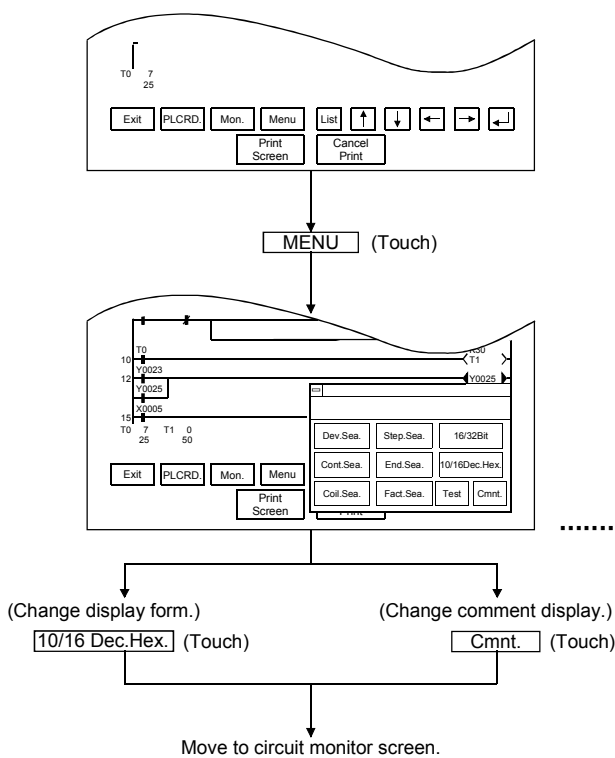 T0 7
25
Exit PLCRD. Mon. Menu List
Print
Screen
Cancel
Print
MENU (Touch)
T0
10
K30
T1
Y0023
12
Y0025
Y0025
X0005
15
T0 7 T1 0
25 50
Dev.Sea. Step.Sea. 16/32Bit
Cont.Sea. End.Sea. 10/16Dec.Hex.
Coil.Sea. Fact.Sea. Test Cmnt.
Exit PLCRD. Mon. Menu
Print
Screen
Print
(Change display form.) (Change comment display.)
10/16 Dec.Hex. (Touch) Cmnt. (Touch)
Move to circuit monitor screen.